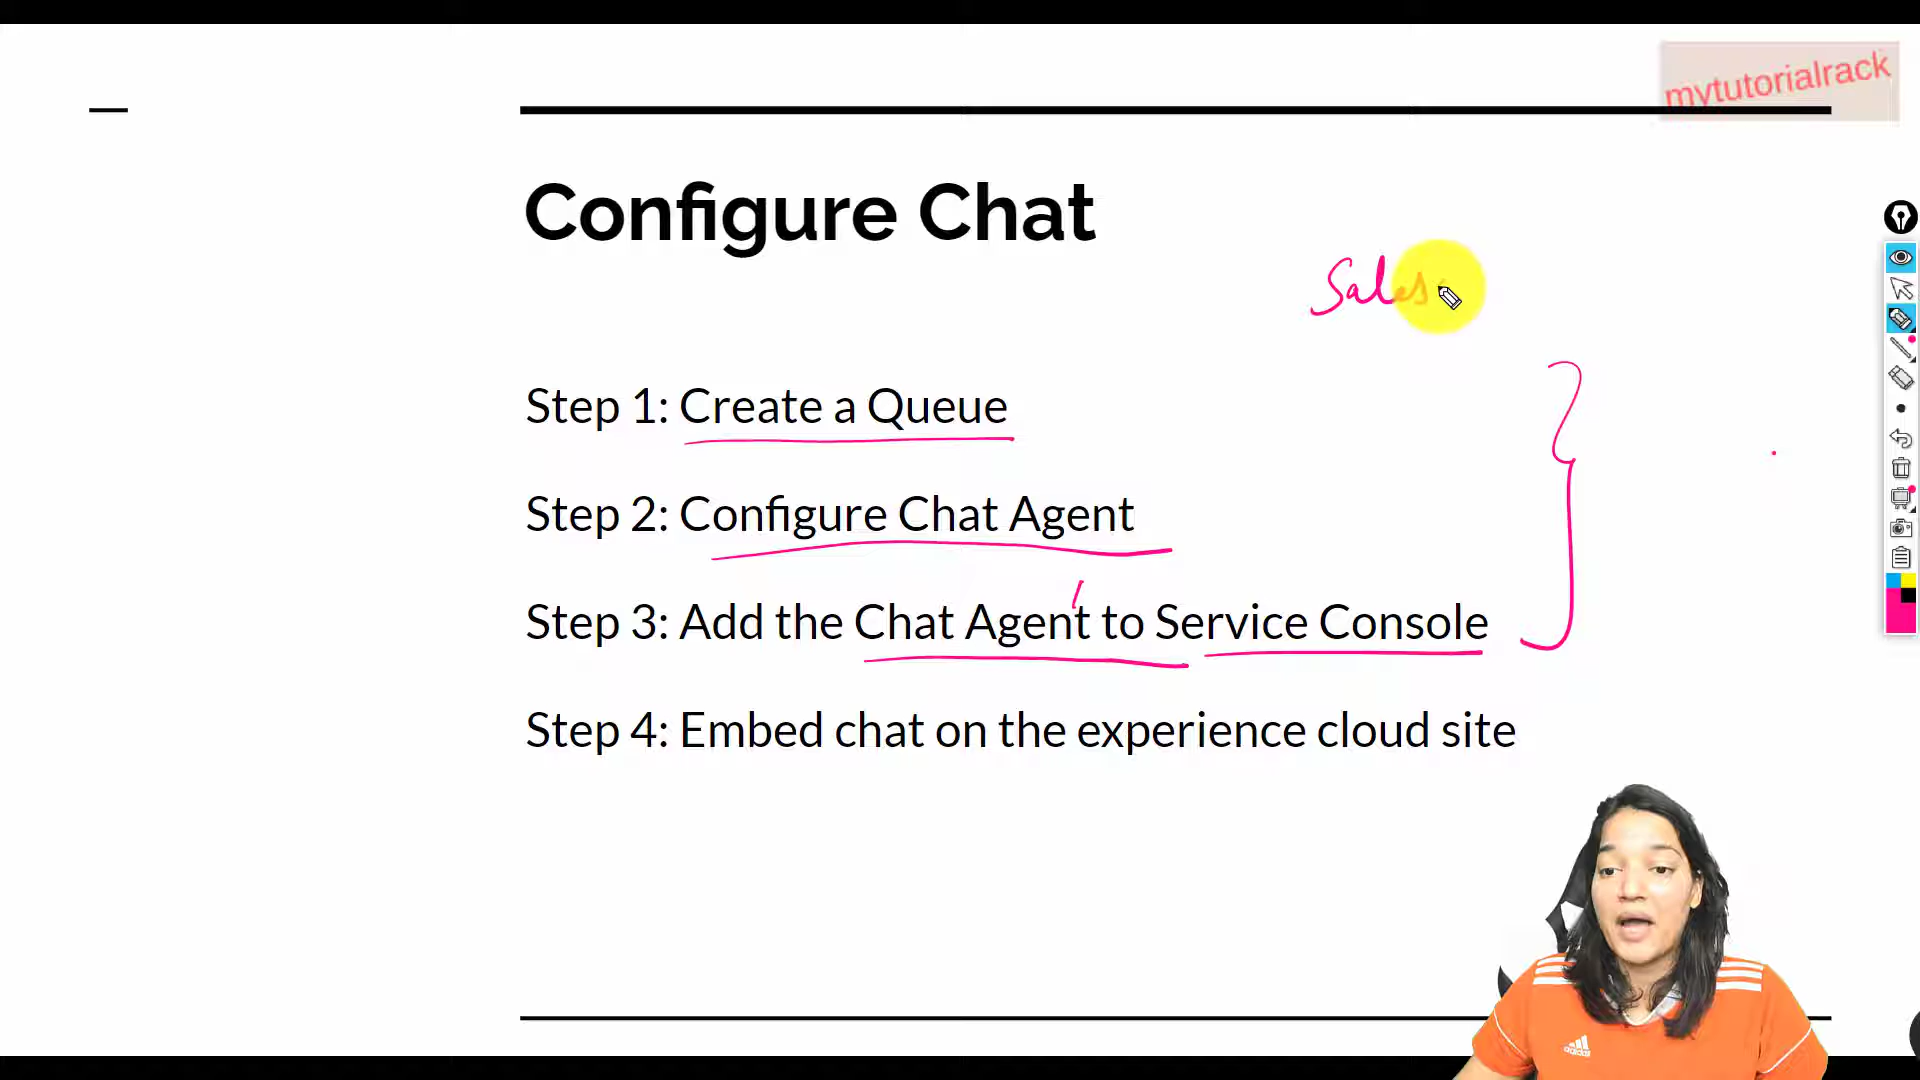 mytutorialrack
Configure Chat
Sales
Step 1: Create a Queue
Step 2: Configure Chat Agent
Step 3: Add the Chat Agent to Service Console
Step 4: Embed chat on the experience cloud site
adidas